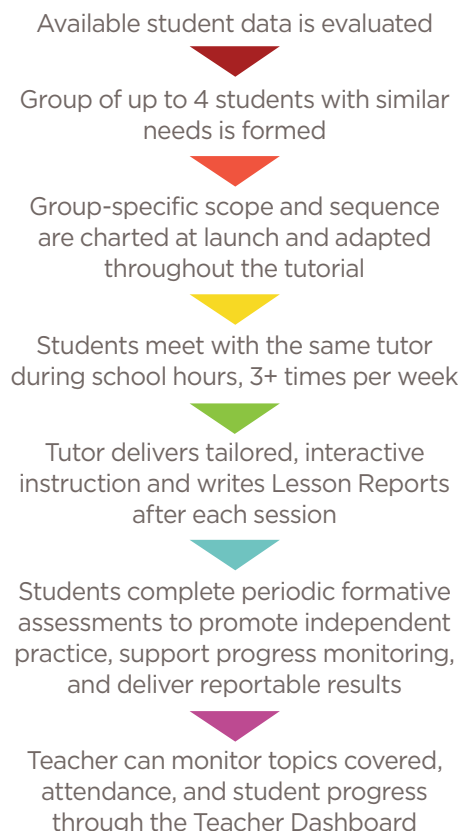 Available student data is evaluated
Group of up to 4 students with similar
needs is formed
Group-specific scope and sequence
are charted at launch and adapted
throughout the tutorial
Students meet with the same tutor
during school hours, 3+ times per week
Tutor delivers tailored, interactive
instruction and writes Lesson Reports
after each session
Students complete periodic formative
assessments to promote independent
practice, support progress monitoring,
and deliver reportable results
Teacher can monitor topics covered,
attendance, and student progress
through the Teacher Dashboard